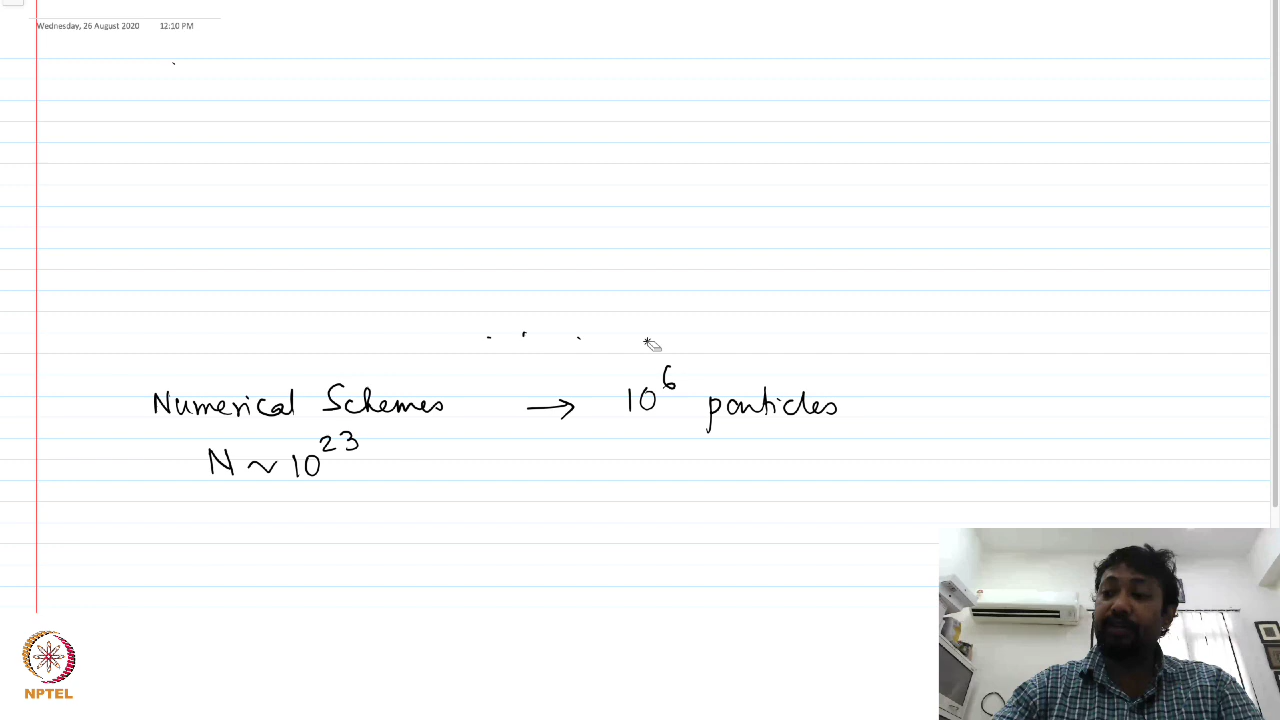 Wednesday, 26 August 2020 12:10 PM
Numerical Schemes → 10^6 particles
N ~ 10^23
NPTEL